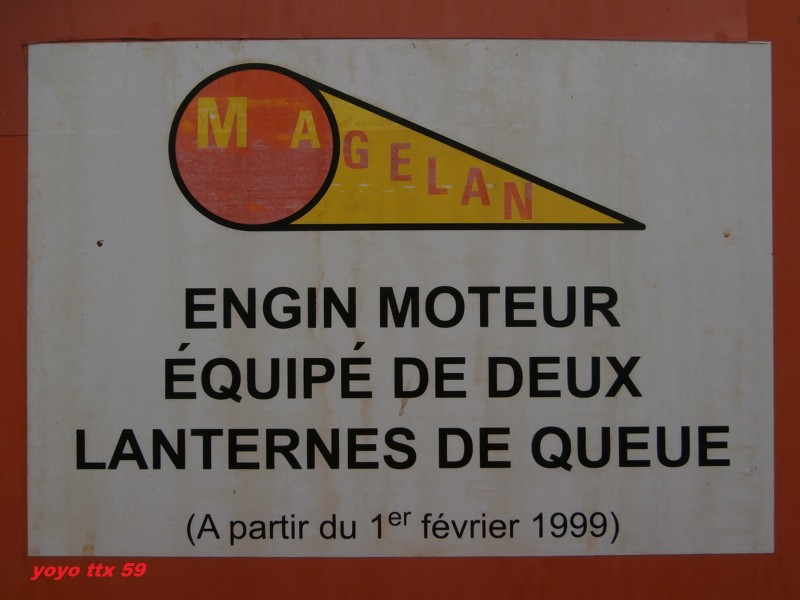 MAGELAN
ENGIN MOTEUR
ÉQUIPÉ DE DEUX
LANTERNES DE QUEUE
(A partir du 1er février 1999)
yoyo ttx 59